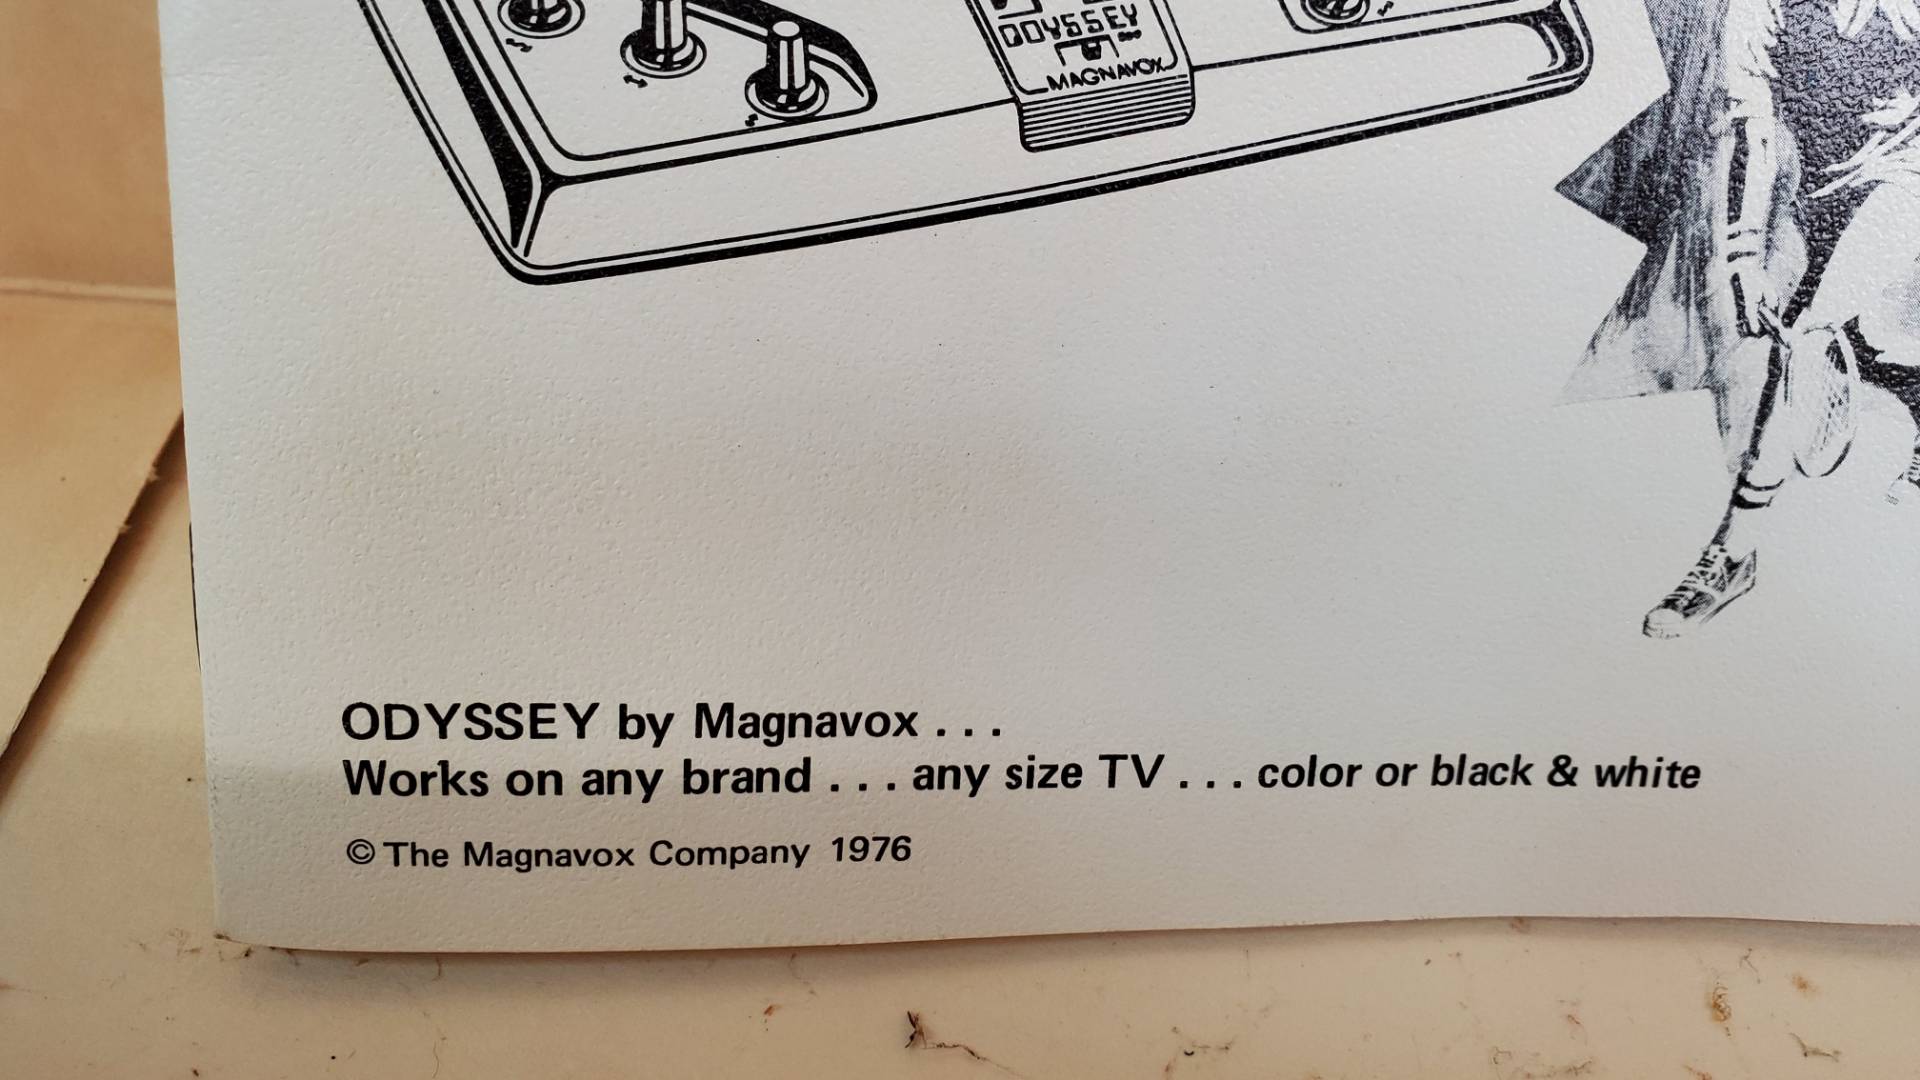 ODYSSEY
MAGNAVOX
ODYSSEY by Magnavox . . .
Works on any brand . . . any size TV . . . color or black & white
© The Magnavox Company 1976